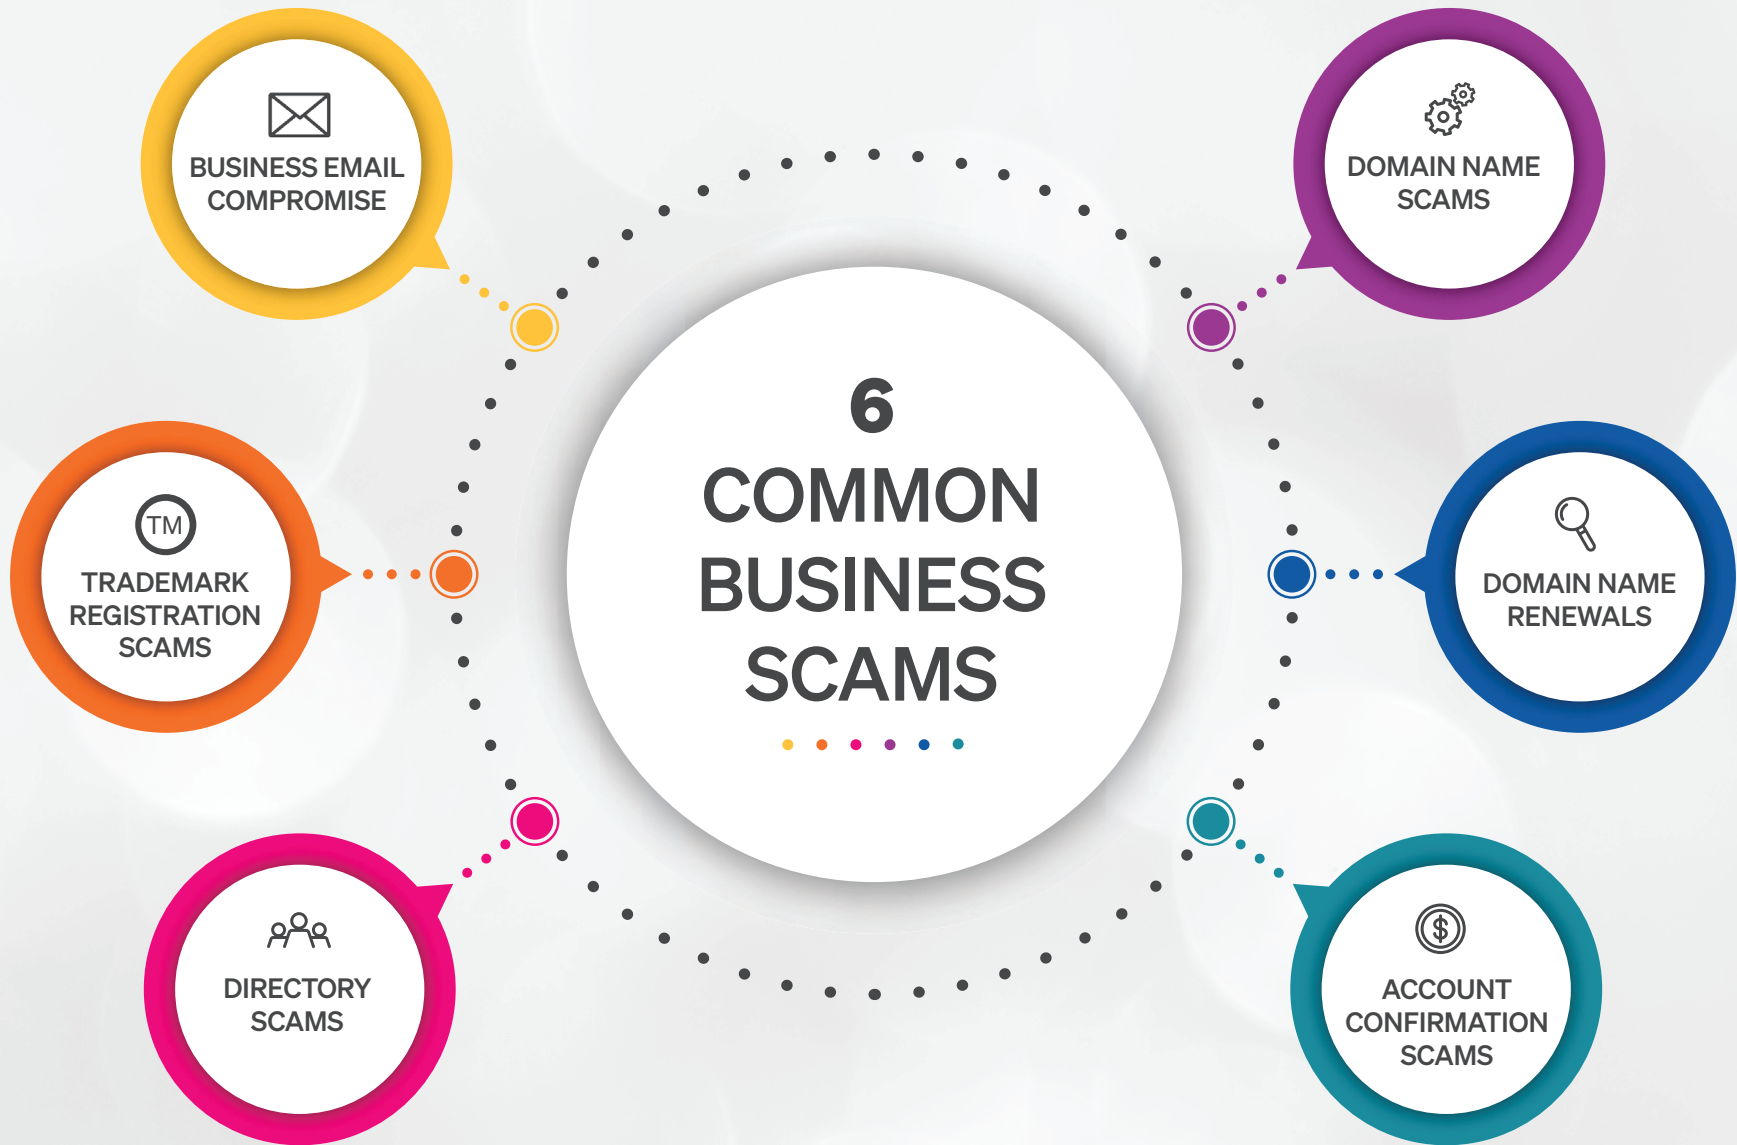 6
COMMON
BUSINESS
SCAMS
BUSINESS EMAIL
COMPROMISE
TM
TRADEMARK
REGISTRATION
SCAMS
DIRECTORY
SCAMS
DOMAIN NAME
SCAMS
DOMAIN NAME
RENEWALS
$
ACCOUNT
CONFIRMATION
SCAMS